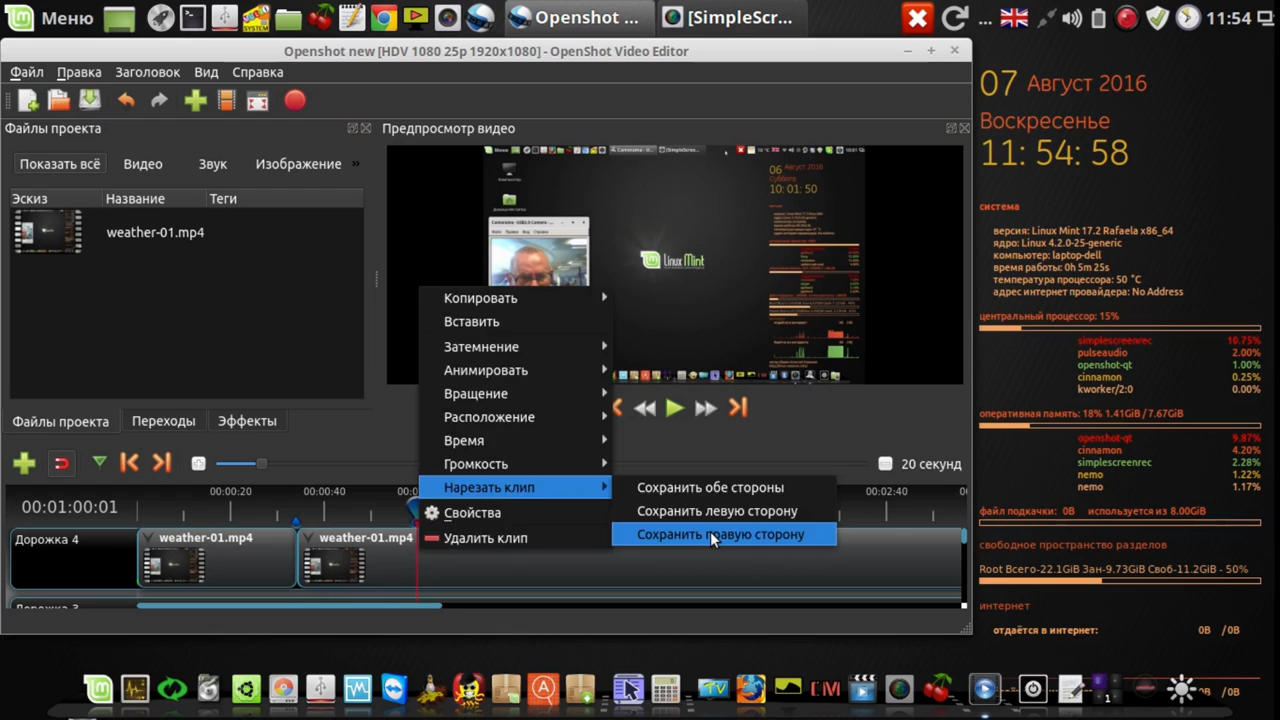 Меню
Openshot ...
[SimpleScr...
...
11:54
Openshot new [HDV 1080 25p 1920x1080] - OpenShot Video Editor
Файл Правка Заголовок Вид Справка
Файлы проекта
Предпросмотр видео
Показать всё Видео Звук Изображение »
Эскиз Название Теги
weather-01.mp4
06 Август 2016
Суббота
10: 01: 50
Linux Mint
Копировать
Вставить
Затемнение
Анимировать
Вращение
Расположение
Время
Громкость
Нарезать клип
Свойства
Удалить клип
Сохранить обе стороны
Сохранить левую сторону
Сохранить правую сторону
Файлы проекта Переходы Эффекты
20 секунд
00:01:00:01
00:00:20 00:00:40 00:02:40
Дорожка 4
weather-01.mp4
weather-01.mp4
Дорожка 3
07 Август 2016
Воскресенье
11: 54: 58
система
версия: Linux Mint 17.2 Rafaela x86_64
ядро: Linux 4.2.0-25-generic
компьютер: laptop-dell
время работы: 0h 5m 25s
температура процессора: 50 °C
адрес интернет провайдера: No Address
центральный процессор: 15%
simplescreenrec 10.75%
pulseaudio 2.00%
openshot-qt 1.00%
cinnamon 0.25%
kworker/2:0 0.00%
оперативная память: 18% 1.41GiB / 7.67GiB
openshot-qt 9.87%
cinnamon 4.20%
simplescreenrec 2.28%
nemo 1.22%
nemo 1.17%
файл подкачки: 0B используется из 8.00GiB
свободное пространство разделов
Root Всего-22.1GiB Зан-9.73GiB Своб-11.2GiB - 50%
интернет
отдаётся в интернет: 0B /0B
0B /0B